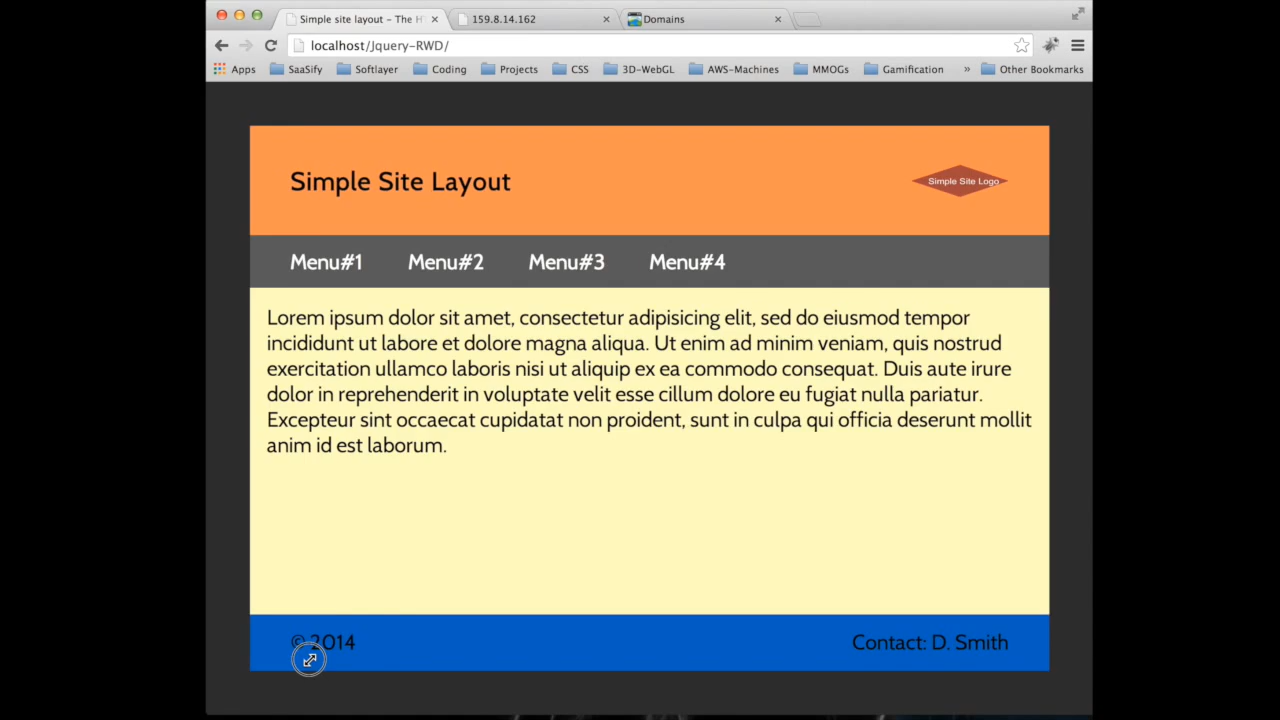 Simple site layout – The H
159.8.14.162
Domains
localhost/Jquery-RWD/
Apps SaaSify Softlayer Coding Projects CSS 3D-WebGL AWS-Machines MMOGs Gamification » Other Bookmarks
Simple Site Layout
Simple Site Logo
Menu#1 Menu#2 Menu#3 Menu#4
Lorem ipsum dolor sit amet, consectetur adipisicing elit, sed do eiusmod tempor
incididunt ut labore et dolore magna aliqua. Ut enim ad minim veniam, quis nostrud
exercitation ullamco laboris nisi ut aliquip ex ea commodo consequat. Duis aute irure
dolor in reprehenderit in voluptate velit esse cillum dolore eu fugiat nulla pariatur.
Excepteur sint occaecat cupidatat non proident, sunt in culpa qui officia deserunt mollit
anim id est laborum.
© 2014
Contact: D. Smith